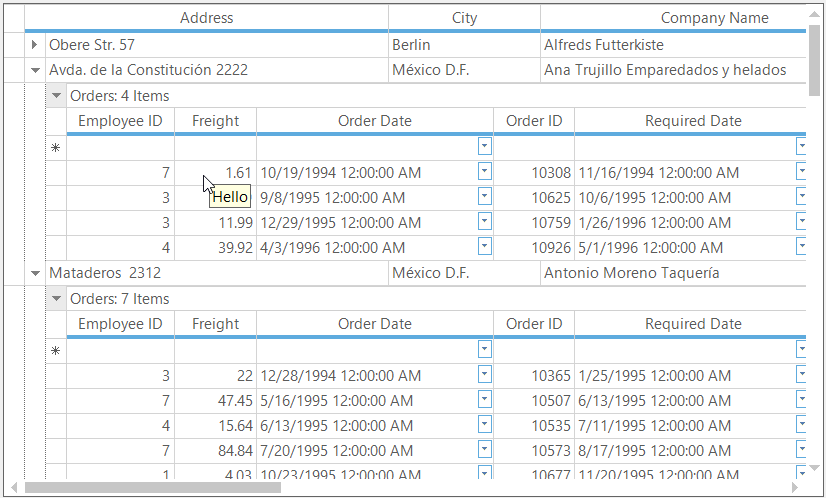 Address City Company Name
Obere Str. 57 Berlin Alfreds Futterkiste
Avda. de la Constitución 2222 México D.F. Ana Trujillo Emparedados y helados
Orders: 4 Items
Employee ID Freight Order Date Order ID Required Date
7 1.61 10/19/1994 12:00:00 AM 10308 11/16/1994 12:00:00 AM
3 9/8/1995 12:00:00 AM 10625 10/6/1995 12:00:00 AM
Hello
3 11.99 12/29/1995 12:00:00 AM 10759 1/26/1996 12:00:00 AM
4 39.92 4/3/1996 12:00:00 AM 10926 5/1/1996 12:00:00 AM
Mataderos 2312 México D.F. Antonio Moreno Taquería
Orders: 7 Items
Employee ID Freight Order Date Order ID Required Date
3 22 12/28/1994 12:00:00 AM 10365 1/25/1995 12:00:00 AM
7 47.45 5/16/1995 12:00:00 AM 10507 6/13/1995 12:00:00 AM
4 15.64 6/13/1995 12:00:00 AM 10535 7/11/1995 12:00:00 AM
7 84.84 7/20/1995 12:00:00 AM 10573 8/17/1995 12:00:00 AM
1 4.03 10/23/1995 12:00:00 AM 10677 11/20/1995 12:00:00 AM